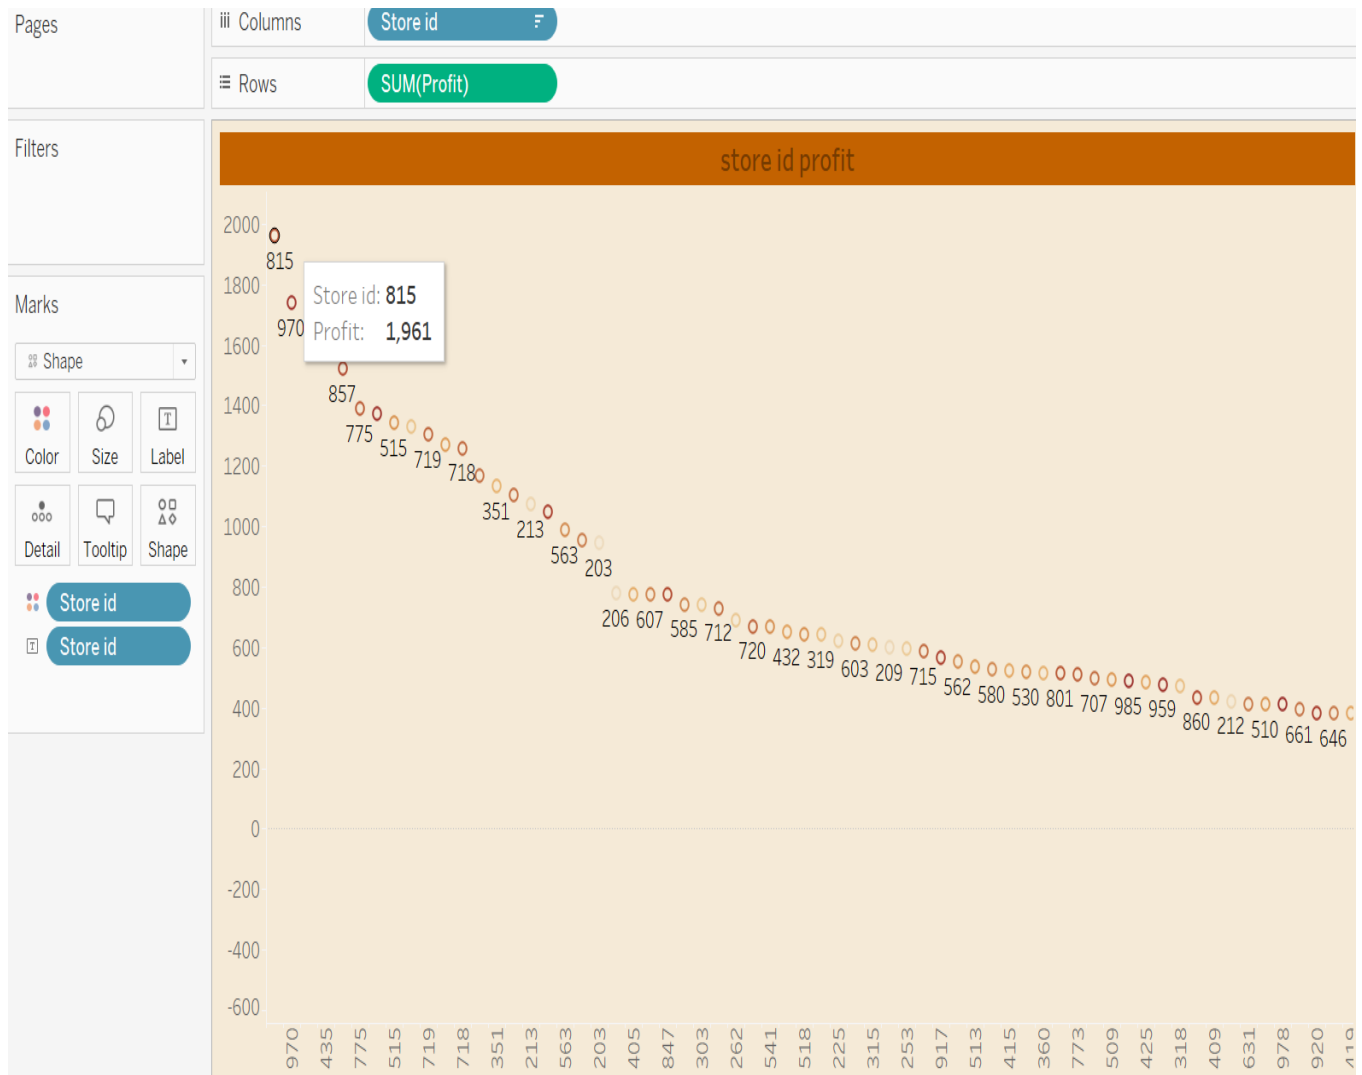 Pages
iii Columns Store id
Rows SUM(Profit)
Filters
Marks
Shape
Color Size Label
Detail Tooltip Shape
Store id
T Store id
store id profit
2000
1800
1600
1400
1200
1000
800
600
400
200
0
-200
-400
-600
815
970
Store id: 815
Profit: 1,961
857
775 515 719 718
351 213 563 203
206 607 585 712
720 432 319 603 209 715
562 580 530 801 707 985 959
860 212 510 661 646
970 435 775 515 719 718 351 213 563 203 405 847 303 262 541 518 225 315 253 917 513 415 360 773 509 425 318 409 631 978 920 419